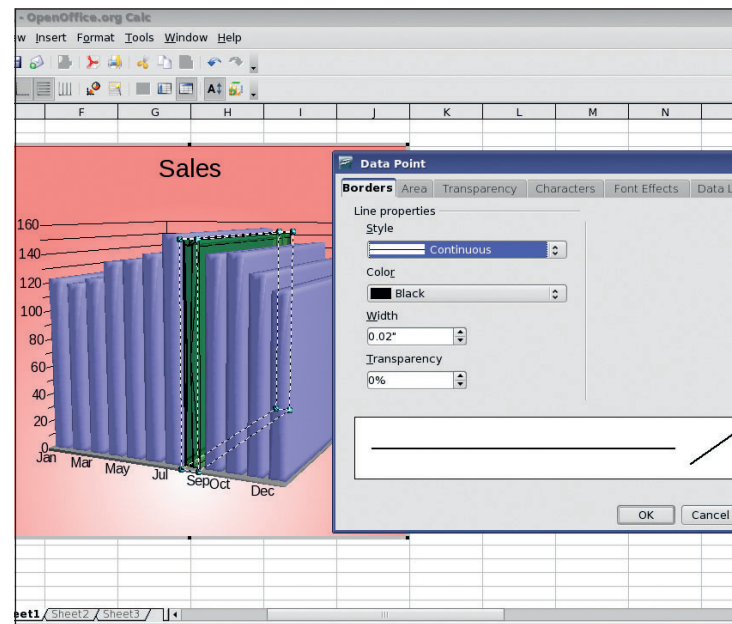 - OpenOffice.org Calc
ew Insert Format Tools Window Help
F G H I J K L M N
Sales
160
140
120
100
80
60
40
20
0
Jan Mar May Jul Sep Oct Dec
Data Point
Borders Area Transparency Characters Font Effects Data L
Line properties
Style
Continuous
Color
Black
Width
0.02"
Transparency
0%
OK Cancel
eet1 Sheet2 Sheet3